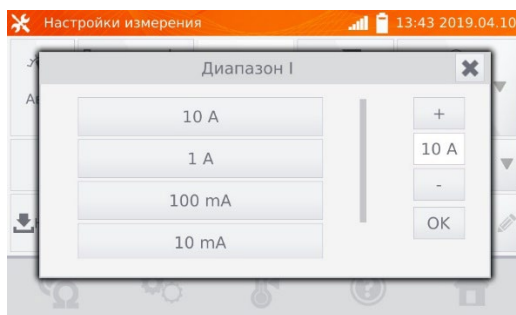 Настройки измерения 13:43 2019.04.10
Диапазон I
10 A
+
1 A
10 A
100 mA
-
10 mA
OK